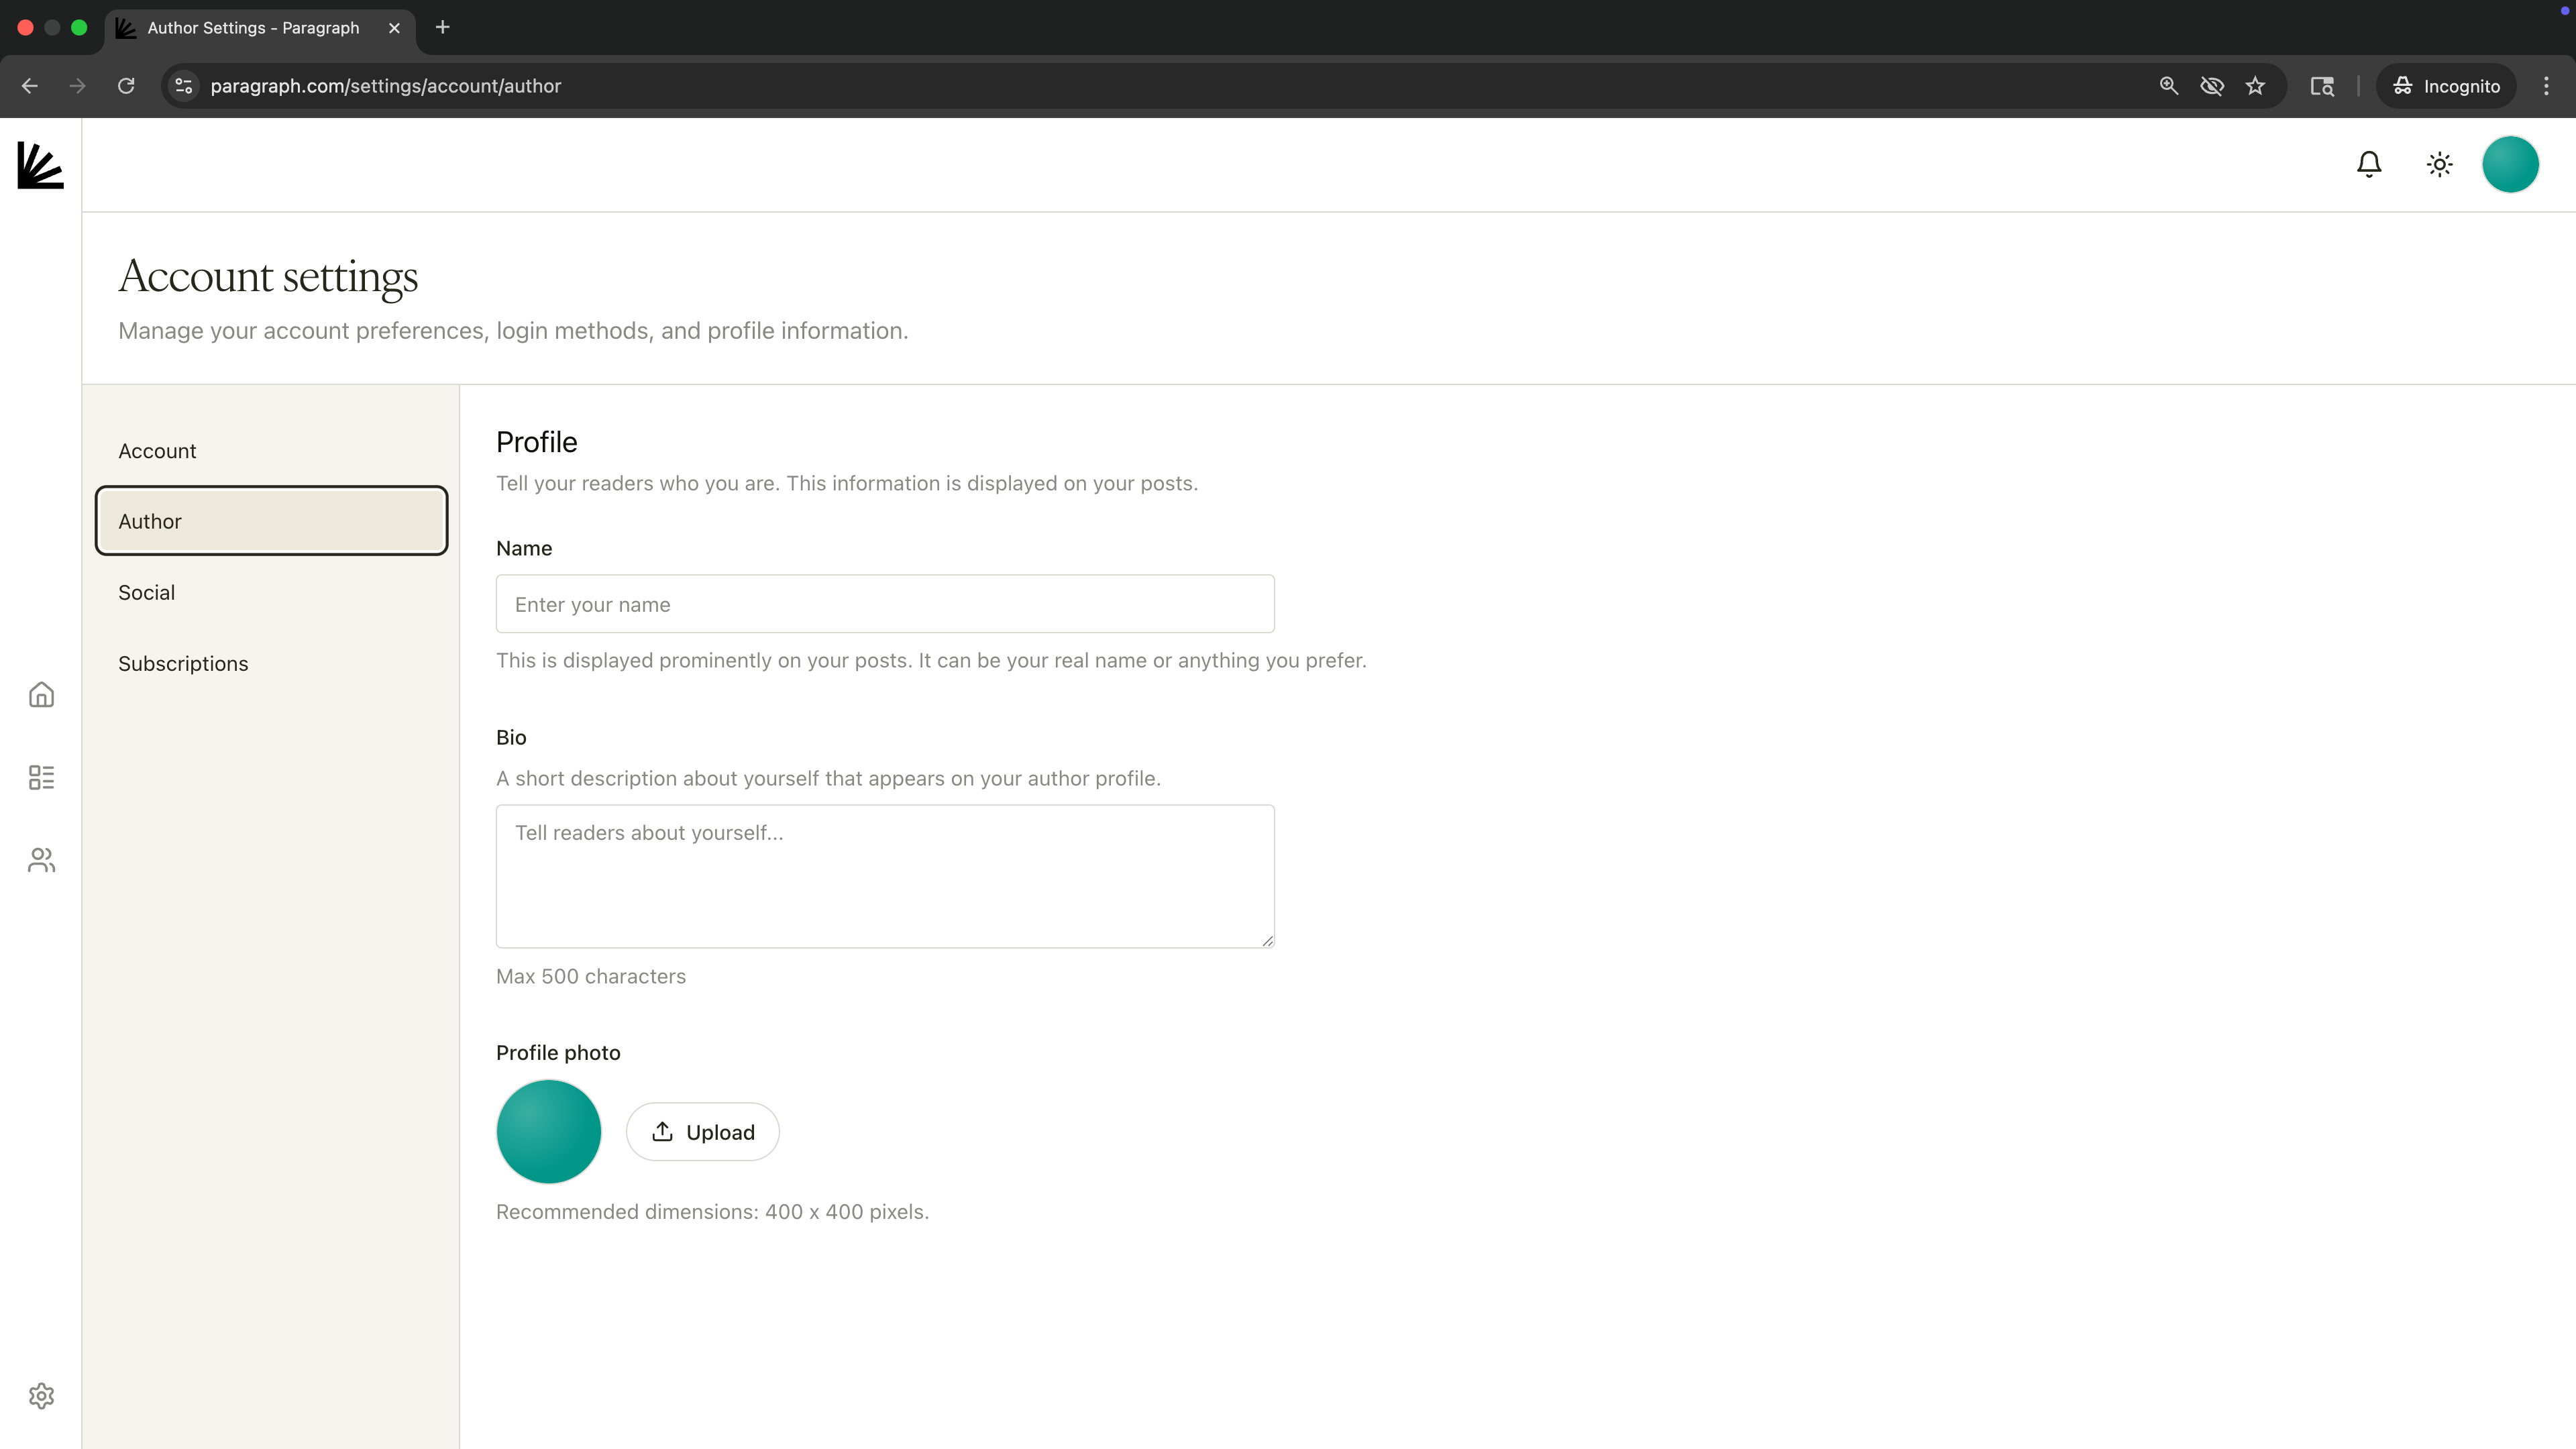 Author Settings - Paragraph
paragraph.com/settings/account/author
Incognito
Account settings
Manage your account preferences, login methods, and profile information.
Account
Author
Social
Subscriptions
Profile
Tell your readers who you are. This information is displayed on your posts.
Name
Enter your name
This is displayed prominently on your posts. It can be your real name or anything you prefer.
Bio
A short description about yourself that appears on your author profile.
Tell readers about yourself...
Max 500 characters
Profile photo
Upload
Recommended dimensions: 400 x 400 pixels.